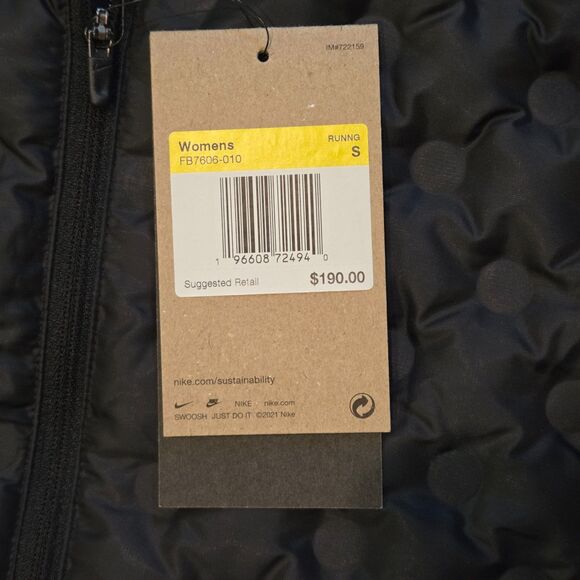 IM#722159
Womens RUNNG
FB7606-010 S
1 96608 72494 0
Suggested Retail $190.00
nike.com/sustainability
NIKE nike.com
SWOOSH JUST DO IT ©2021 Nike